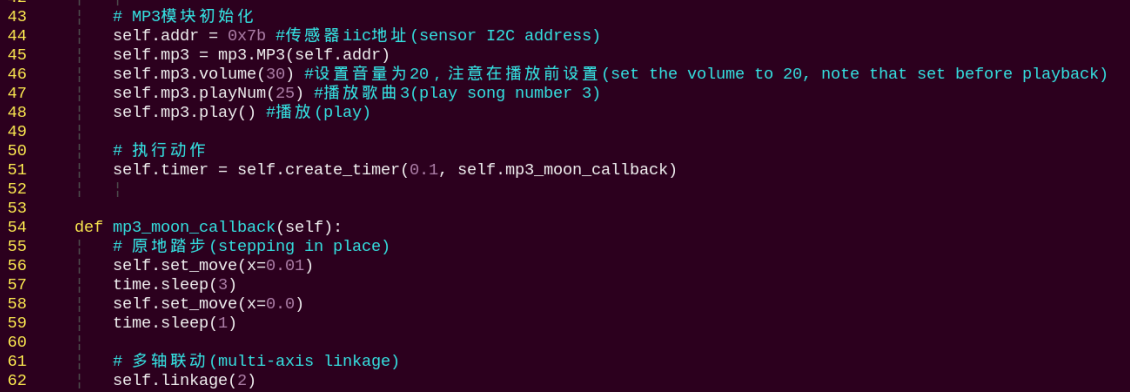 43 # MP3模块初始化
44 self.addr = 0x7b #传感器iic地址(sensor I2C address)
45 self.mp3 = mp3.MP3(self.addr)
46 self.mp3.volume(30) #设置音量为20，注意在播放前设置(set the volume to 20, note that set before playback)
47 self.mp3.playNum(25) #播放歌曲3(play song number 3)
48 self.mp3.play() #播放(play)
49
50 # 执行动作
51 self.timer = self.create_timer(0.1, self.mp3_moon_callback)
52
53
54 def mp3_moon_callback(self):
55 # 原地踏步(stepping in place)
56 self.set_move(x=0.01)
57 time.sleep(3)
58 self.set_move(x=0.0)
59 time.sleep(1)
60
61 # 多轴联动(multi-axis linkage)
62 self.linkage(2)